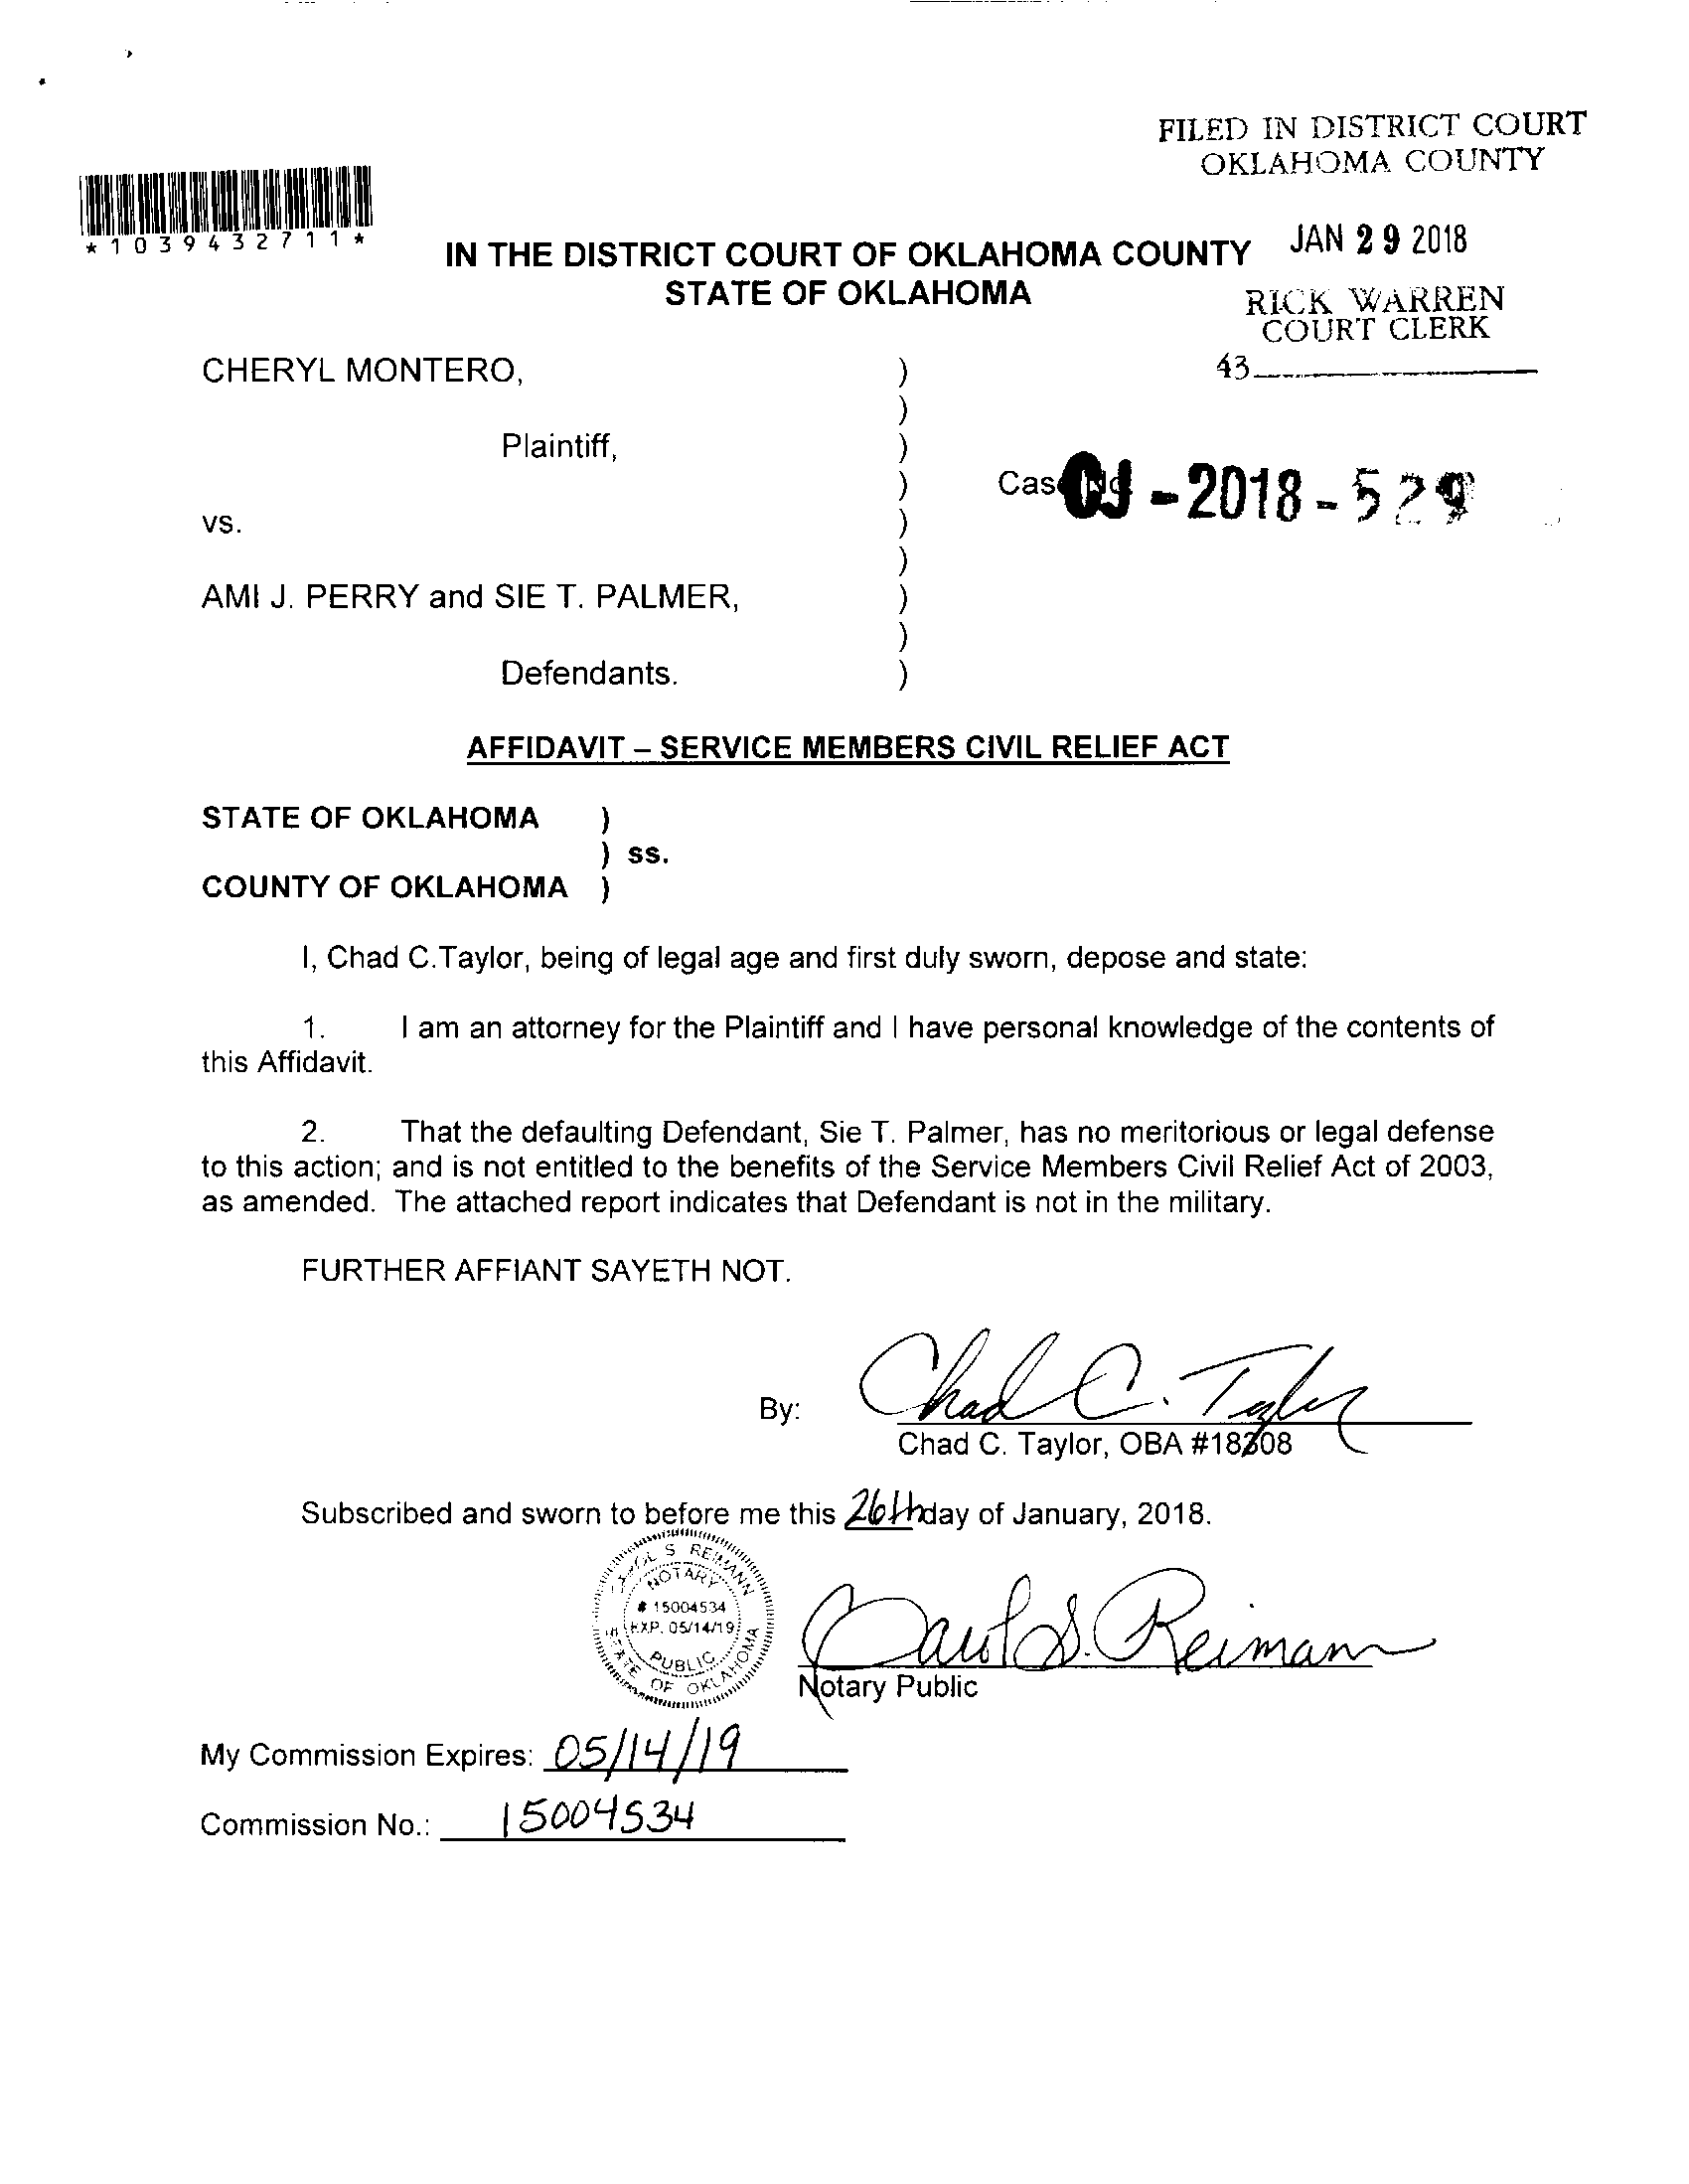 FILED IN DISTRICT COURT
OKLAHOMA COUNTY
*1039432711*
JAN 29 2018
IN THE DISTRICT COURT OF OKLAHOMA COUNTY
STATE OF OKLAHOMA
RICK WARREN
COURT CLERK
43
CHERYL MONTERO, )
)
Plaintiff, )
) CJ-2018-529
vs. )
)
AMI J. PERRY and SIE T. PALMER, )
)
Defendants. )
AFFIDAVIT – SERVICE MEMBERS CIVIL RELIEF ACT
STATE OF OKLAHOMA )
) ss.
COUNTY OF OKLAHOMA )
I, Chad C.Taylor, being of legal age and first duly sworn, depose and state:
1. I am an attorney for the Plaintiff and I have personal knowledge of the contents of
this Affidavit.
2. That the defaulting Defendant, Sie T. Palmer, has no meritorious or legal defense
to this action; and is not entitled to the benefits of the Service Members Civil Relief Act of 2003,
as amended. The attached report indicates that Defendant is not in the military.
FURTHER AFFIANT SAYETH NOT.
By: Chad C. Taylor
Chad C. Taylor, OBA #18308
Subscribed and sworn to before me this 26th day of January, 2018.
CAROL S REIMANN
NOTARY
# 15004534
EXP. 05/14/19
PUBLIC
STATE OF OKLAHOMA
Carol S. Reimann
Notary Public
My Commission Expires: 05/14/19
Commission No.: 15004534